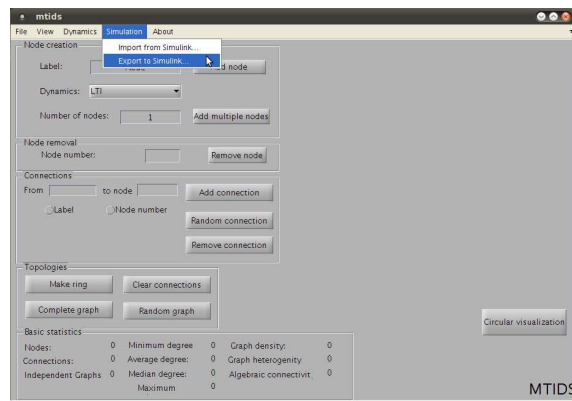 mtids
File View Dynamics Simulation About
Import from Simulink...
Export to Simulink...
Node creation
Label:
Add node
Dynamics: LTI
Number of nodes: 1 Add multiple nodes
Node removal
Node number: Remove node
Connections
From to node Add connection
Label Node number
Random connection
Remove connection
Topologies
Make ring Clear connections
Complete graph Random graph
Circular visualization
Basic statistics
Nodes: 0 Minimum degree 0 Graph density: 0
Connections: 0 Average degree: 0 Graph heterogenity 0
Independent Graphs 0 Median degree: 0 Algebraic connectivit 0
Maximum 0
MTIDS